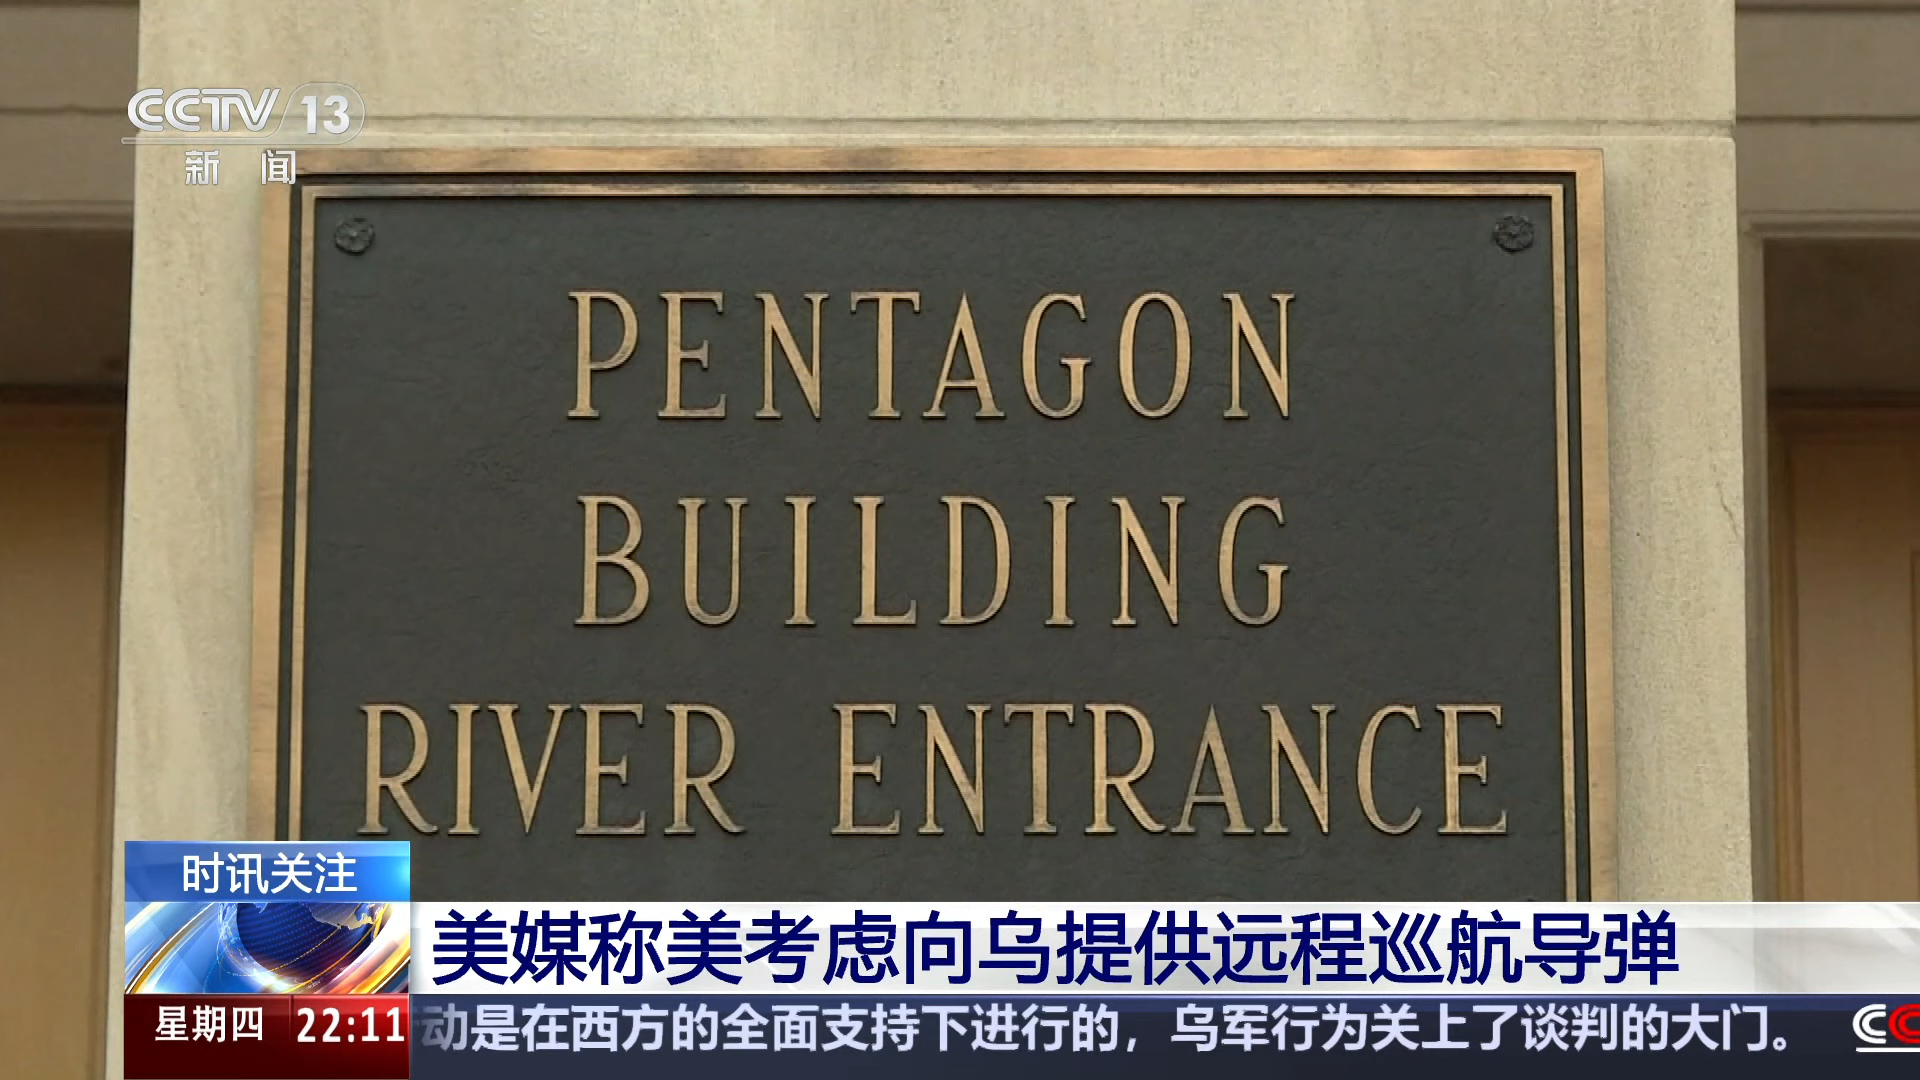 CCTV 13
新闻
PENTAGON
BUILDING
RIVER ENTRANCE
时讯关注
美媒称美考虑向乌提供远程巡航导弹
星期四 22:11
动是在西方的全面支持下进行的，乌军行为关上了谈判的大门。